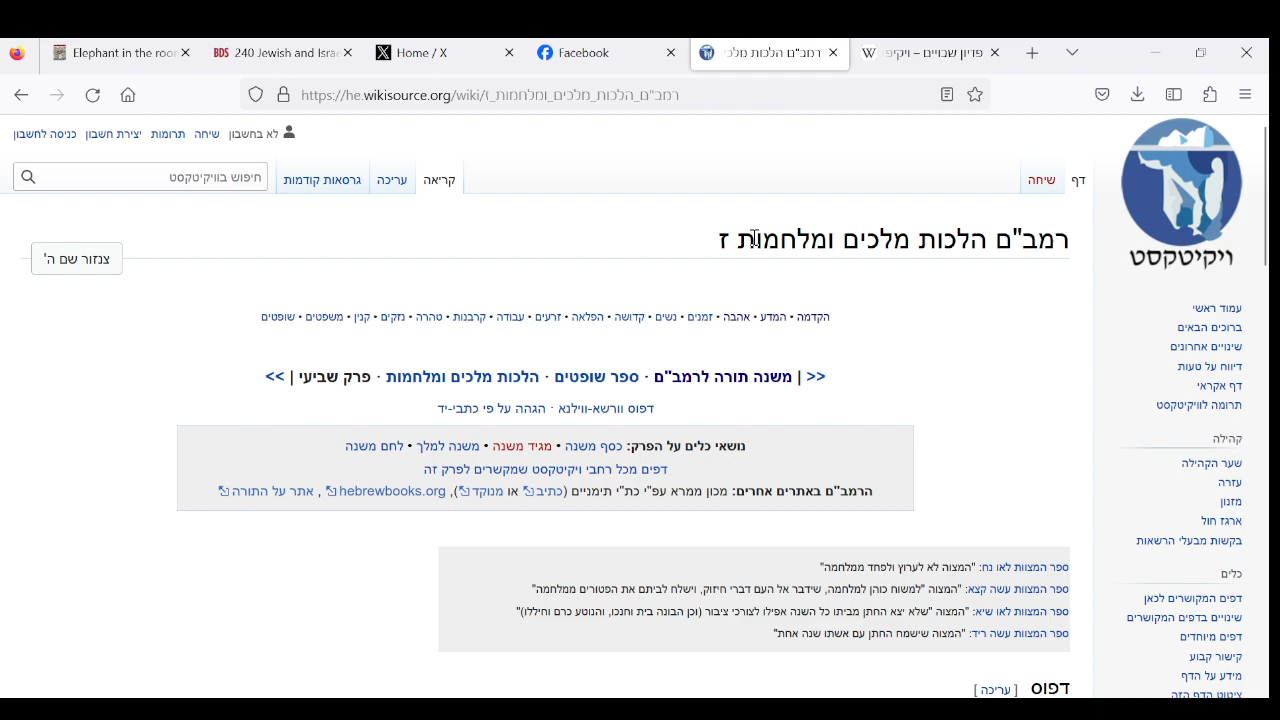 Elephant in the roon
BDS 240 Jewish and Israe
X Home / X
Facebook
רמב"ם הלכות מלכי
W פדיון שבויים – ויקיפ
https://he.wikisource.org/wiki/רמב"ם_הלכות_מלכים_ומלחמות_ז
לא בחשבון שיחה תרומות יצירת חשבון כניסה לחשבון
דף שיחה קריאה עריכה גרסאות קודמות חיפוש בוויקיטקסט
ויקיטקסט
רמב"ם הלכות מלכים ומלחמות ז
צנזור שם ה'
הקדמה • המדע • אהבה • זמנים • נשים • קדושה • הפלאה • זרעים • עבודה • קרבנות • טהרה • נזקים • קנין • משפטים • שופטים
<< | משנה תורה לרמב"ם · ספר שופטים · הלכות מלכים ומלחמות · פרק שביעי | >>
דפוס וורשא-ווילנא · הגהה על פי כתבי-יד
נושאי כלים על הפרק: כסף משנה • מגיד משנה • משנה למלך • לחם משנה
דפים מכל רחבי ויקיטקסט שמקשרים לפרק זה
הרמב"ם באתרים אחרים: מכון ממרא עפ"י כת"י תימניים (כתיב או מנוקד), hebrewbooks.org , אתר על התורה
ספר המצוות לאו נח: "המצוה לא לערוץ ולפחד ממלחמה"
ספר המצוות עשה קצא: "המצוה "למשוח כוהן למלחמה, שידבר אל העם דברי חיזוק, וישלח לביתם את הפטורים ממלחמה"
ספר המצוות לאו שיא: "המצוה "שלא יצא החתן מביתו כל השנה אפילו לצורכי ציבור (וכן הבונה בית וחנכו, והנוטע כרם וחיללו)"
ספר המצוות עשה ריד: "המצוה שישמח החתן עם אשתו שנה אחת"
דפוס [ עריכה ]
עמוד ראשי
ברוכים הבאים
שינויים אחרונים
דיווח על טעות
דף אקראי
תרומה לוויקיטקסט
קהילה
שער הקהילה
עזרה
מזנון
ארגז חול
בקשות מבעלי הרשאות
כלים
דפים המקושרים לכאן
שינויים בדפים המקושרים
דפים מיוחדים
קישור קבוע
מידע על הדף
ציטוט הדף הזה